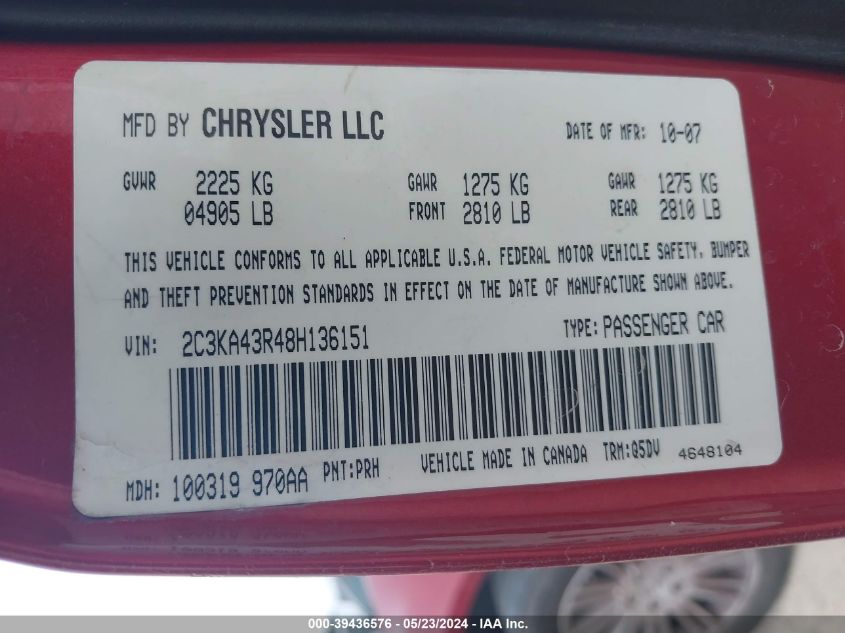 MFD BY CHRYSLER LLC DATE OF MFR: 10-07
GVWR 2225 KG GAWR 1275 KG GAWR 1275 KG
04905 LB FRONT 2810 LB REAR 2810 LB
THIS VEHICLE CONFORMS TO ALL APPLICABLE U.S.A. FEDERAL MOTOR VEHICLE SAFETY, BUMPER
AND THEFT PREVENTION STANDARDS IN EFFECT ON THE DATE OF MANUFACTURE SHOWN ABOVE.
VIN: 2C3KA43R48H136151 TYPE: PASSENGER CAR
MDH: 100319 970AA PNT:PRH VEHICLE MADE IN CANADA TRM:Q5DV 4648104
000-39436576 - 05/23/2024 - IAA Inc.